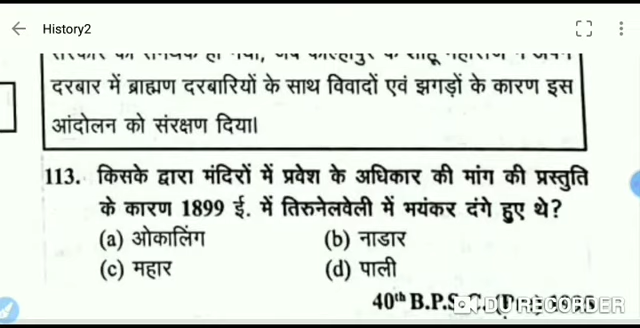 History2
दरबार में ब्राह्मण दरबारियों के साथ विवादों एवं झगड़ों के कारण इस
आंदोलन को संरक्षण दिया।
113. किसके द्वारा मंदिरों में प्रवेश के अधिकार की मांग की प्रस्तुति
के कारण 1899 ई. में तिरुनेलवेली में भयंकर दंगे हुए थे?
(a) ओकालिंग (b) नाडार
(c) महार (d) पाली
40th B.P.S.C.
DU RECORDER